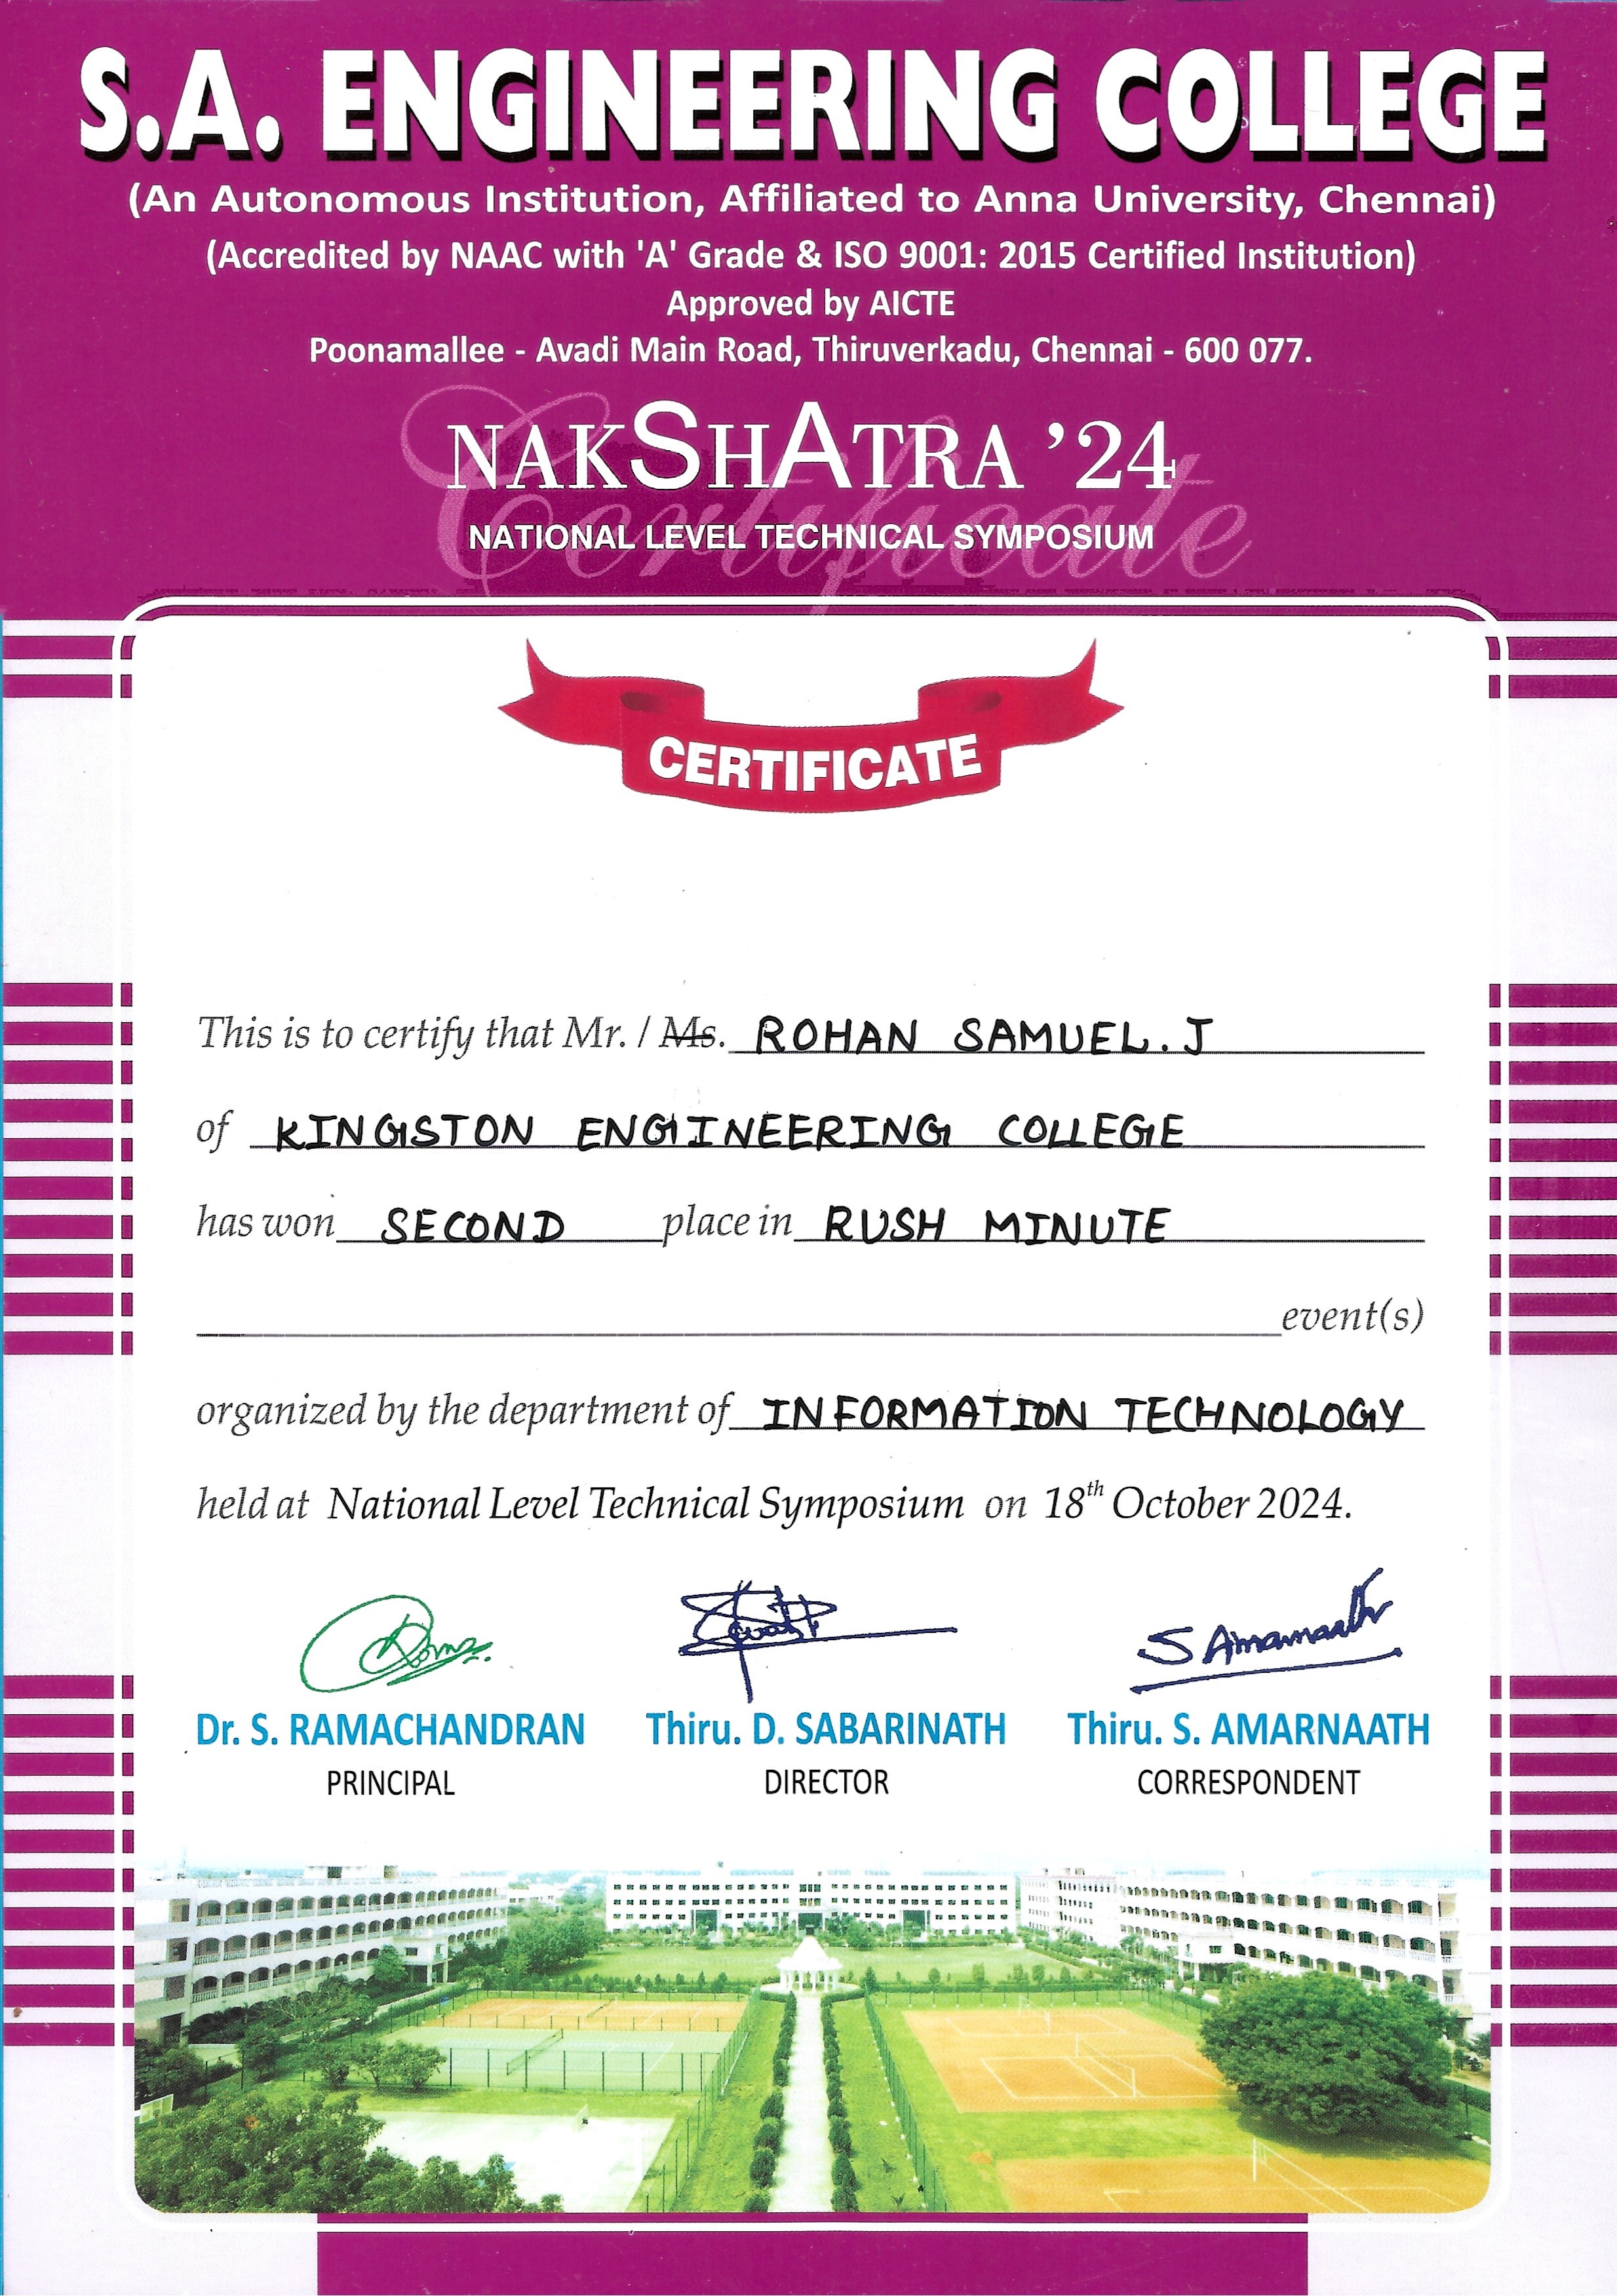 S.A. ENGINEERING COLLEGE
(An Autonomous Institution, Affiliated to Anna University, Chennai)
(Accredited by NAAC with 'A' Grade & ISO 9001: 2015 Certified Institution)
Approved by AICTE
Poonamallee - Avadi Main Road, Thiruverkadu, Chennai - 600 077.
Certificate
NAKSHATRA '24
NATIONAL LEVEL TECHNICAL SYMPOSIUM
CERTIFICATE
This is to certify that Mr. / Ms. ROHAN SAMUEL. J
of KINGSTON ENGINEERING COLLEGE
has won SECOND place in RUSH MINUTE
event(s)
organized by the department of INFORMATION TECHNOLOGY
held at National Level Technical Symposium on 18th October 2024.
S Amarnaath
Dr. S. RAMACHANDRAN Thiru. D. SABARINATH Thiru. S. AMARNAATH
PRINCIPAL DIRECTOR CORRESPONDENT